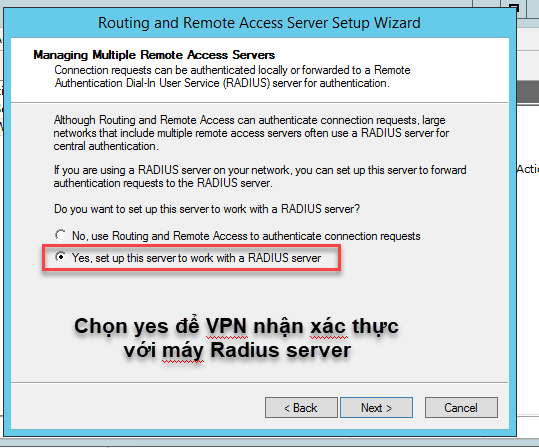 Routing and Remote Access Server Setup Wizard
Managing Multiple Remote Access Servers
Connection requests can be authenticated locally or forwarded to a Remote
Authentication Dial-In User Service (RADIUS) server for authentication.
Although Routing and Remote Access can authenticate connection requests, large
networks that include multiple remote access servers often use a RADIUS server for
central authentication.
If you are using a RADIUS server on your network, you can set up this server to forward
authentication requests to the RADIUS server.
Do you want to set up this server to work with a RADIUS server?
No, use Routing and Remote Access to authenticate connection requests
Yes, set up this server to work with a RADIUS server
Chọn yes để VPN nhận xác thực
với máy Radius server
< Back
Next >
Cancel